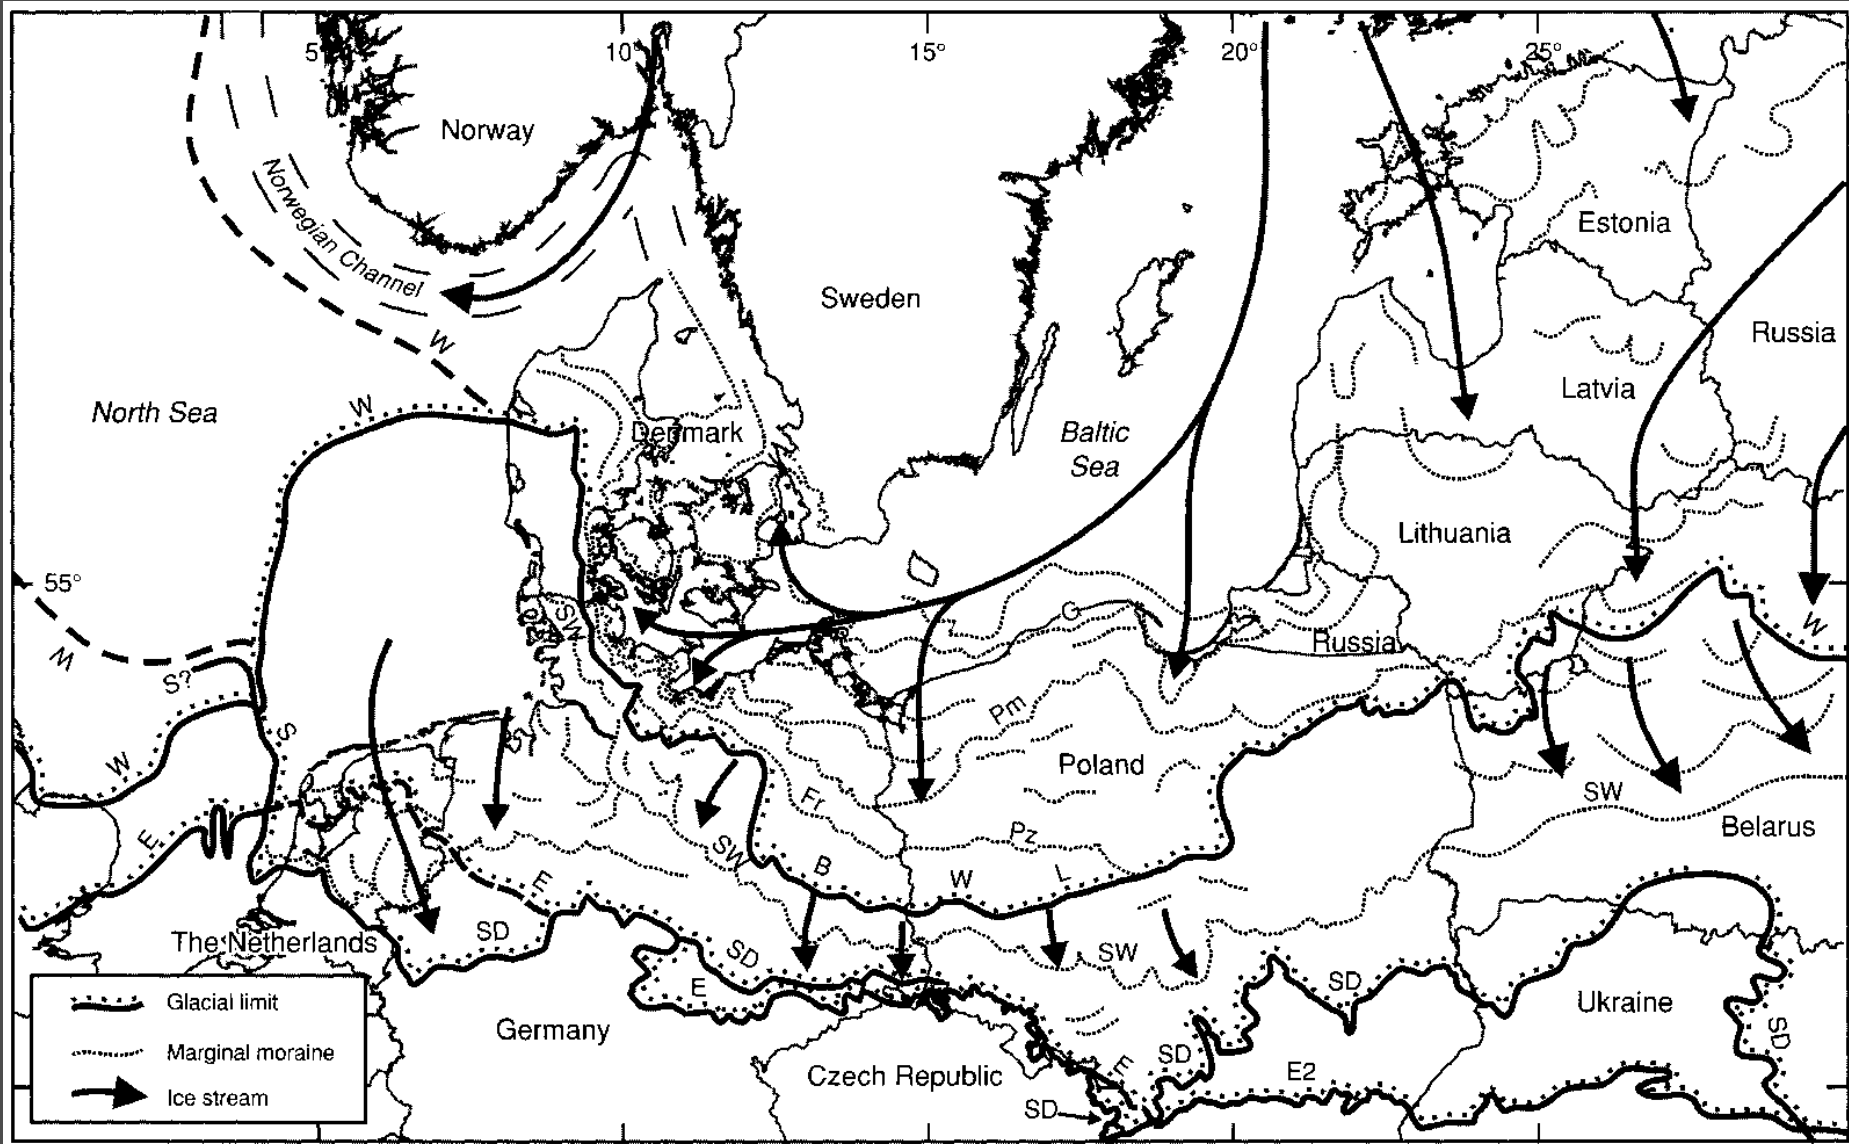 5°
10°
15°
20°
25°
Norway
Norwegian Channel
Estonia
Sweden
Russia
W
Latvia
North Sea
W
Denmark
Baltic
Sea
Lithuania
55°
SW
G
W
Russia
W
S?
Pm
S
W
Poland
SW
Fr
Belarus
E
Pz
SW
B
W
L
E
The Netherlands
SD
SD
SW
E
SD
Ukraine
Glacial limit
Germany
SD
Marginal moraine
SD
E
Czech Republic
E2
Ice stream
SD